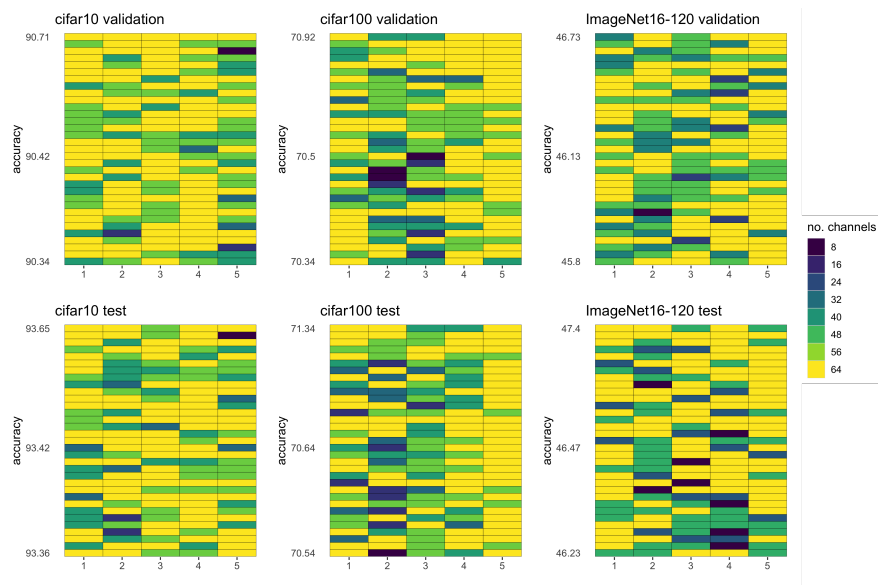 cifar10 validation
cifar100 validation
ImageNet16-120 validation
90.71
90.42
90.34
accuracy
1 2 3 4 5
70.92
70.5
70.34
accuracy
1 2 3 4 5
46.73
46.13
45.8
accuracy
1 2 3 4 5
no. channels
8
16
24
32
40
48
56
64
cifar10 test
cifar100 test
ImageNet16-120 test
93.65
93.42
93.36
accuracy
1 2 3 4 5
71.34
70.64
70.54
accuracy
1 2 3 4 5
47.4
46.47
46.23
accuracy
1 2 3 4 5